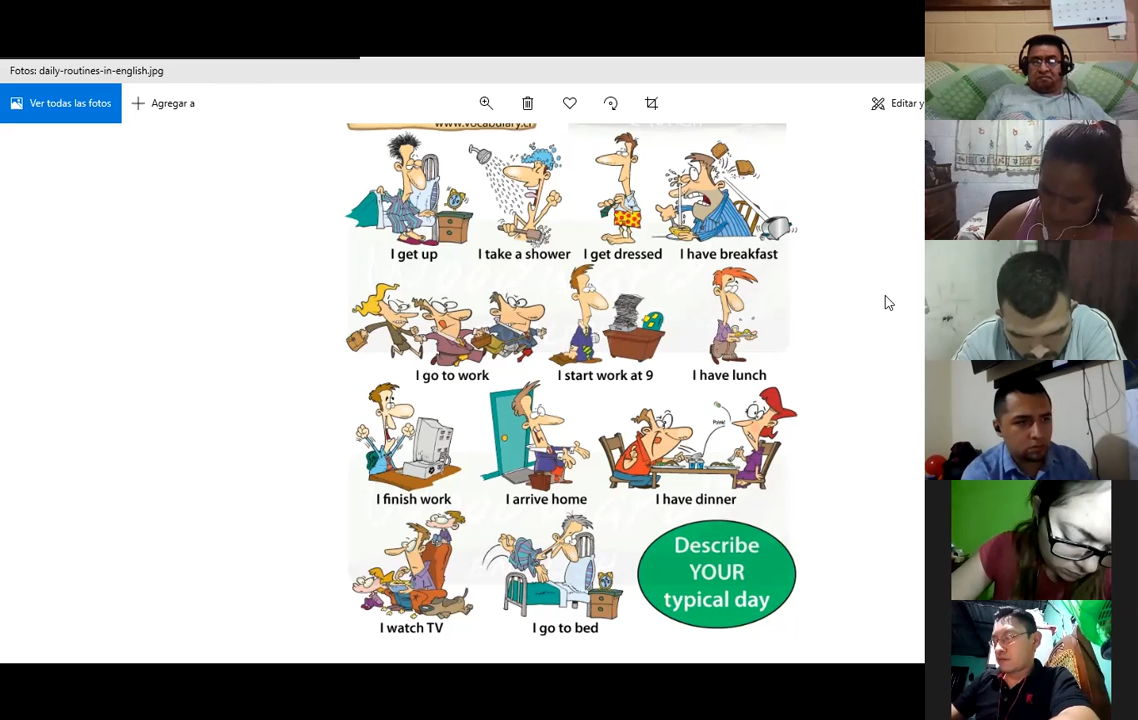 Fotos: daily-routines-in-english.jpg
Ver todas las fotos
Agregar a
Editar y
www.vocabulary.cl
I get up
I take a shower
I get dressed
I have breakfast
I go to work
I start work at 9
I have lunch
I finish work
I arrive home
I have dinner
I watch TV
I go to bed
Describe
YOUR
typical day